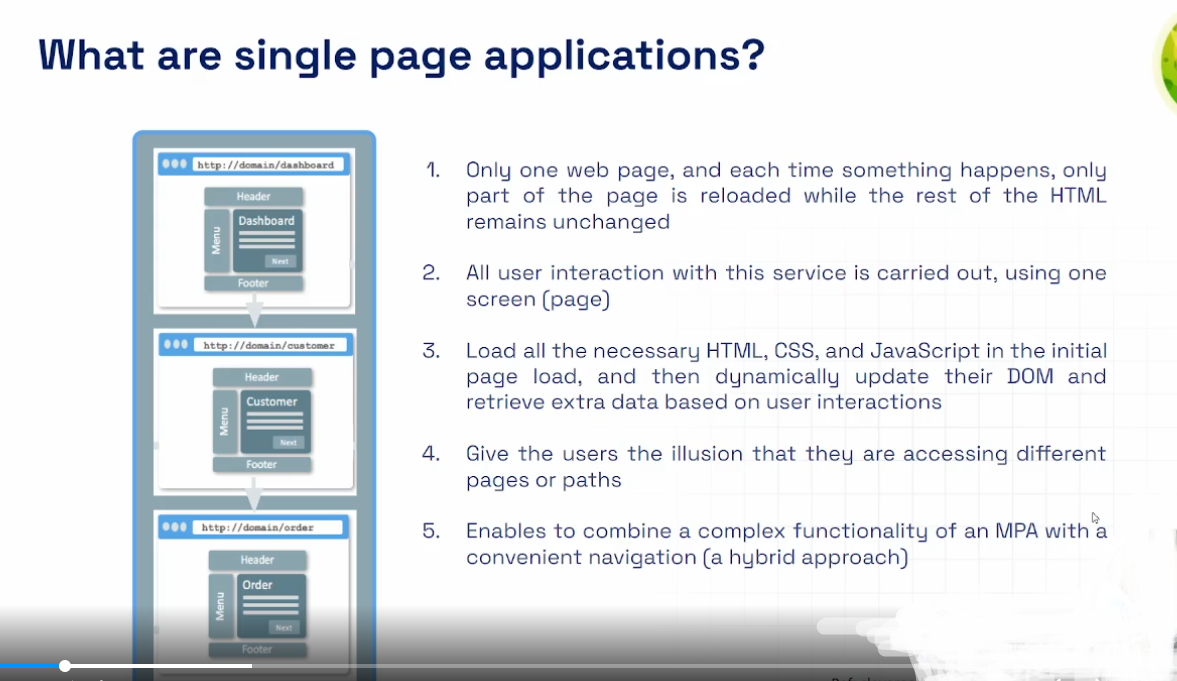 What are single page applications?
http://domain/dashboard
Header
Menu
Dashboard
Next
Footer
http://domain/customer
Header
Menu
Customer
Next
Footer
http://domain/order
Header
Menu
Order
Next
Footer
1. Only one web page, and each time something happens, only
part of the page is reloaded while the rest of the HTML
remains unchanged
2. All user interaction with this service is carried out, using one
screen (page)
3. Load all the necessary HTML, CSS, and JavaScript in the initial
page load, and then dynamically update their DOM and
retrieve extra data based on user interactions
4. Give the users the illusion that they are accessing different
pages or paths
5. Enables to combine a complex functionality of an MPA with a
convenient navigation (a hybrid approach)